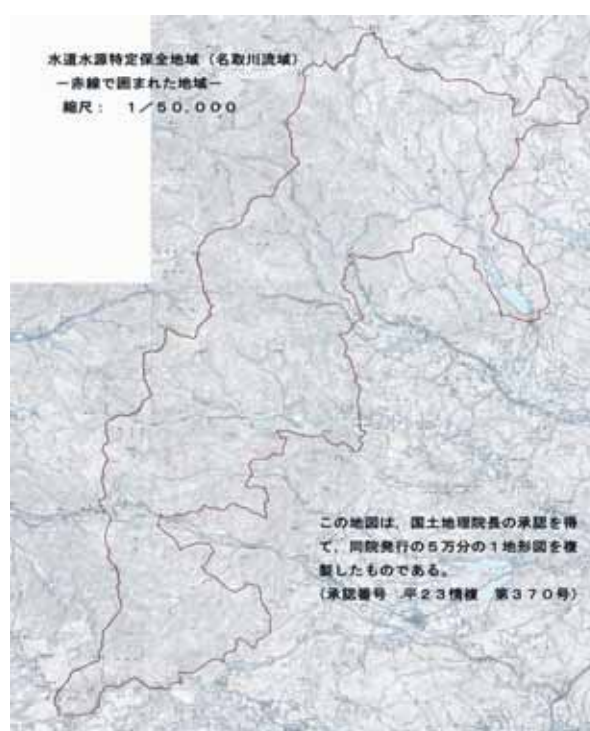 水道水源特定保全地域（名取川流域）
－赤線で囲まれた地域－
縮尺：　１／５０，０００
この地図は，国土地理院長の承認を得
て，同院発行の５万分の１地形図を複
製したものである。
（承認番号　平２３情複　第３７０号）